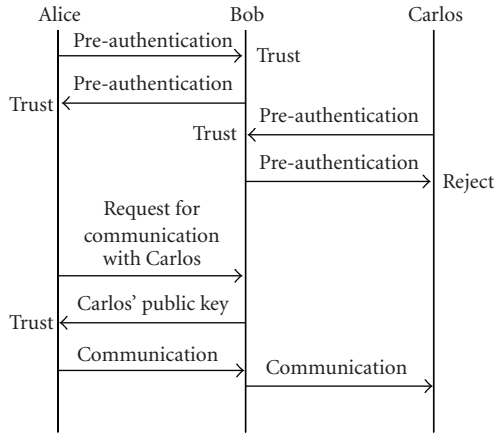 Alice
Bob
Carlos
Pre-authentication
Trust
Pre-authentication
Trust
Pre-authentication
Trust
Pre-authentication
Reject
Request for
communication
with Carlos
Carlos' public key
Trust
Communication
Communication